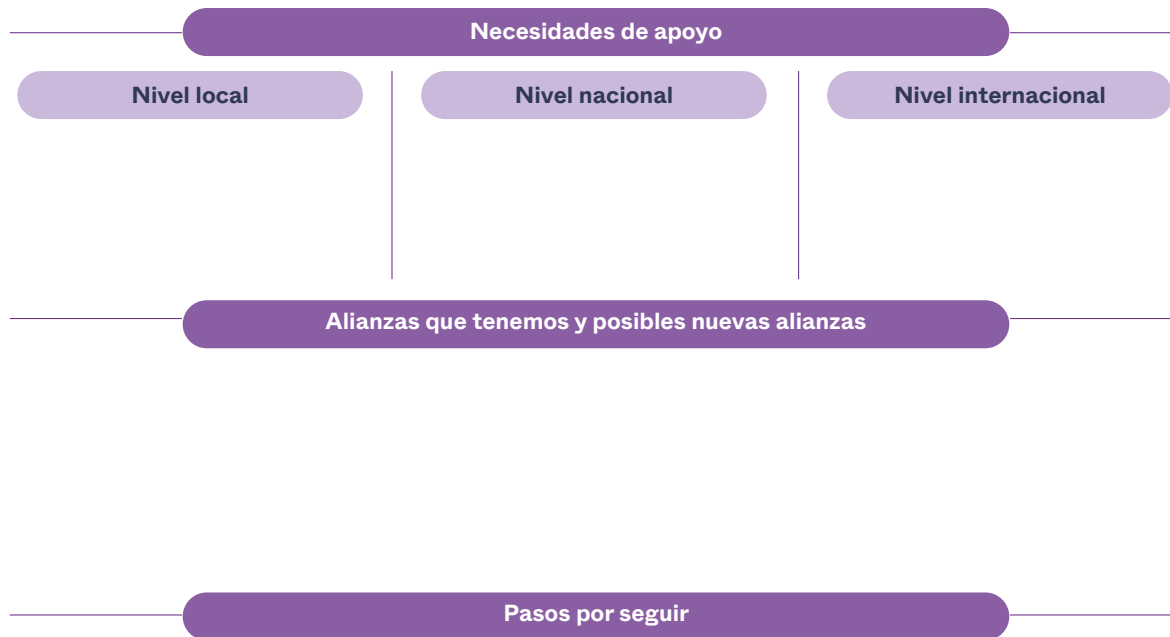 Necesidades de apoyo
Nivel local
Nivel nacional
Nivel internacional
Alianzas que tenemos y posibles nuevas alianzas
Pasos por seguir